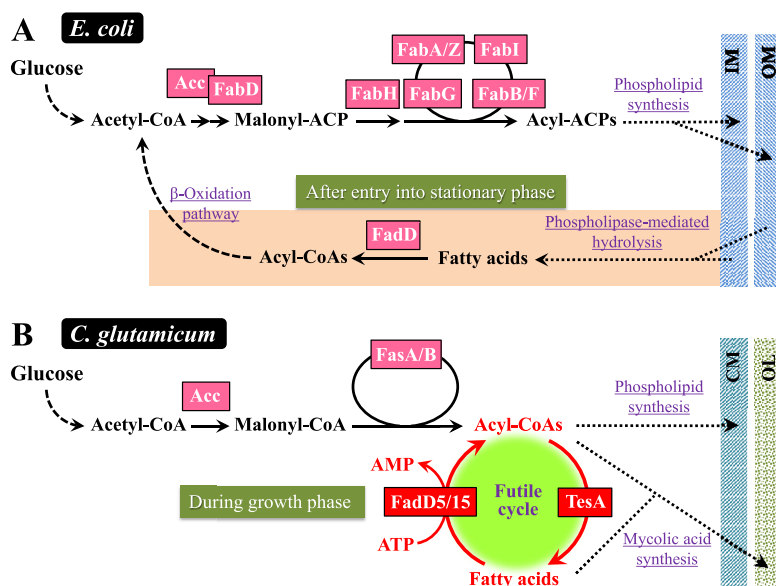 A
E. coli
Glucose
Acc
FabD
FabA/Z
FabI
FabH
FabG
FabB/F
Acetyl-CoA
Malonyl-ACP
Acyl-ACPs
Phospholipid
synthesis
IM
OM
After entry into stationary phase
β-Oxidation
pathway
FadD
Acyl-CoAs
Fatty acids
Phospholipase-mediated
hydrolysis
B
C. glutamicum
Glucose
Acc
FasA/B
Acetyl-CoA
Malonyl-CoA
Acyl-CoAs
Phospholipid
synthesis
CM
OL
AMP
During growth phase
FadD5/15
Futile
cycle
TesA
ATP
Mycolic acid
synthesis
Fatty acids